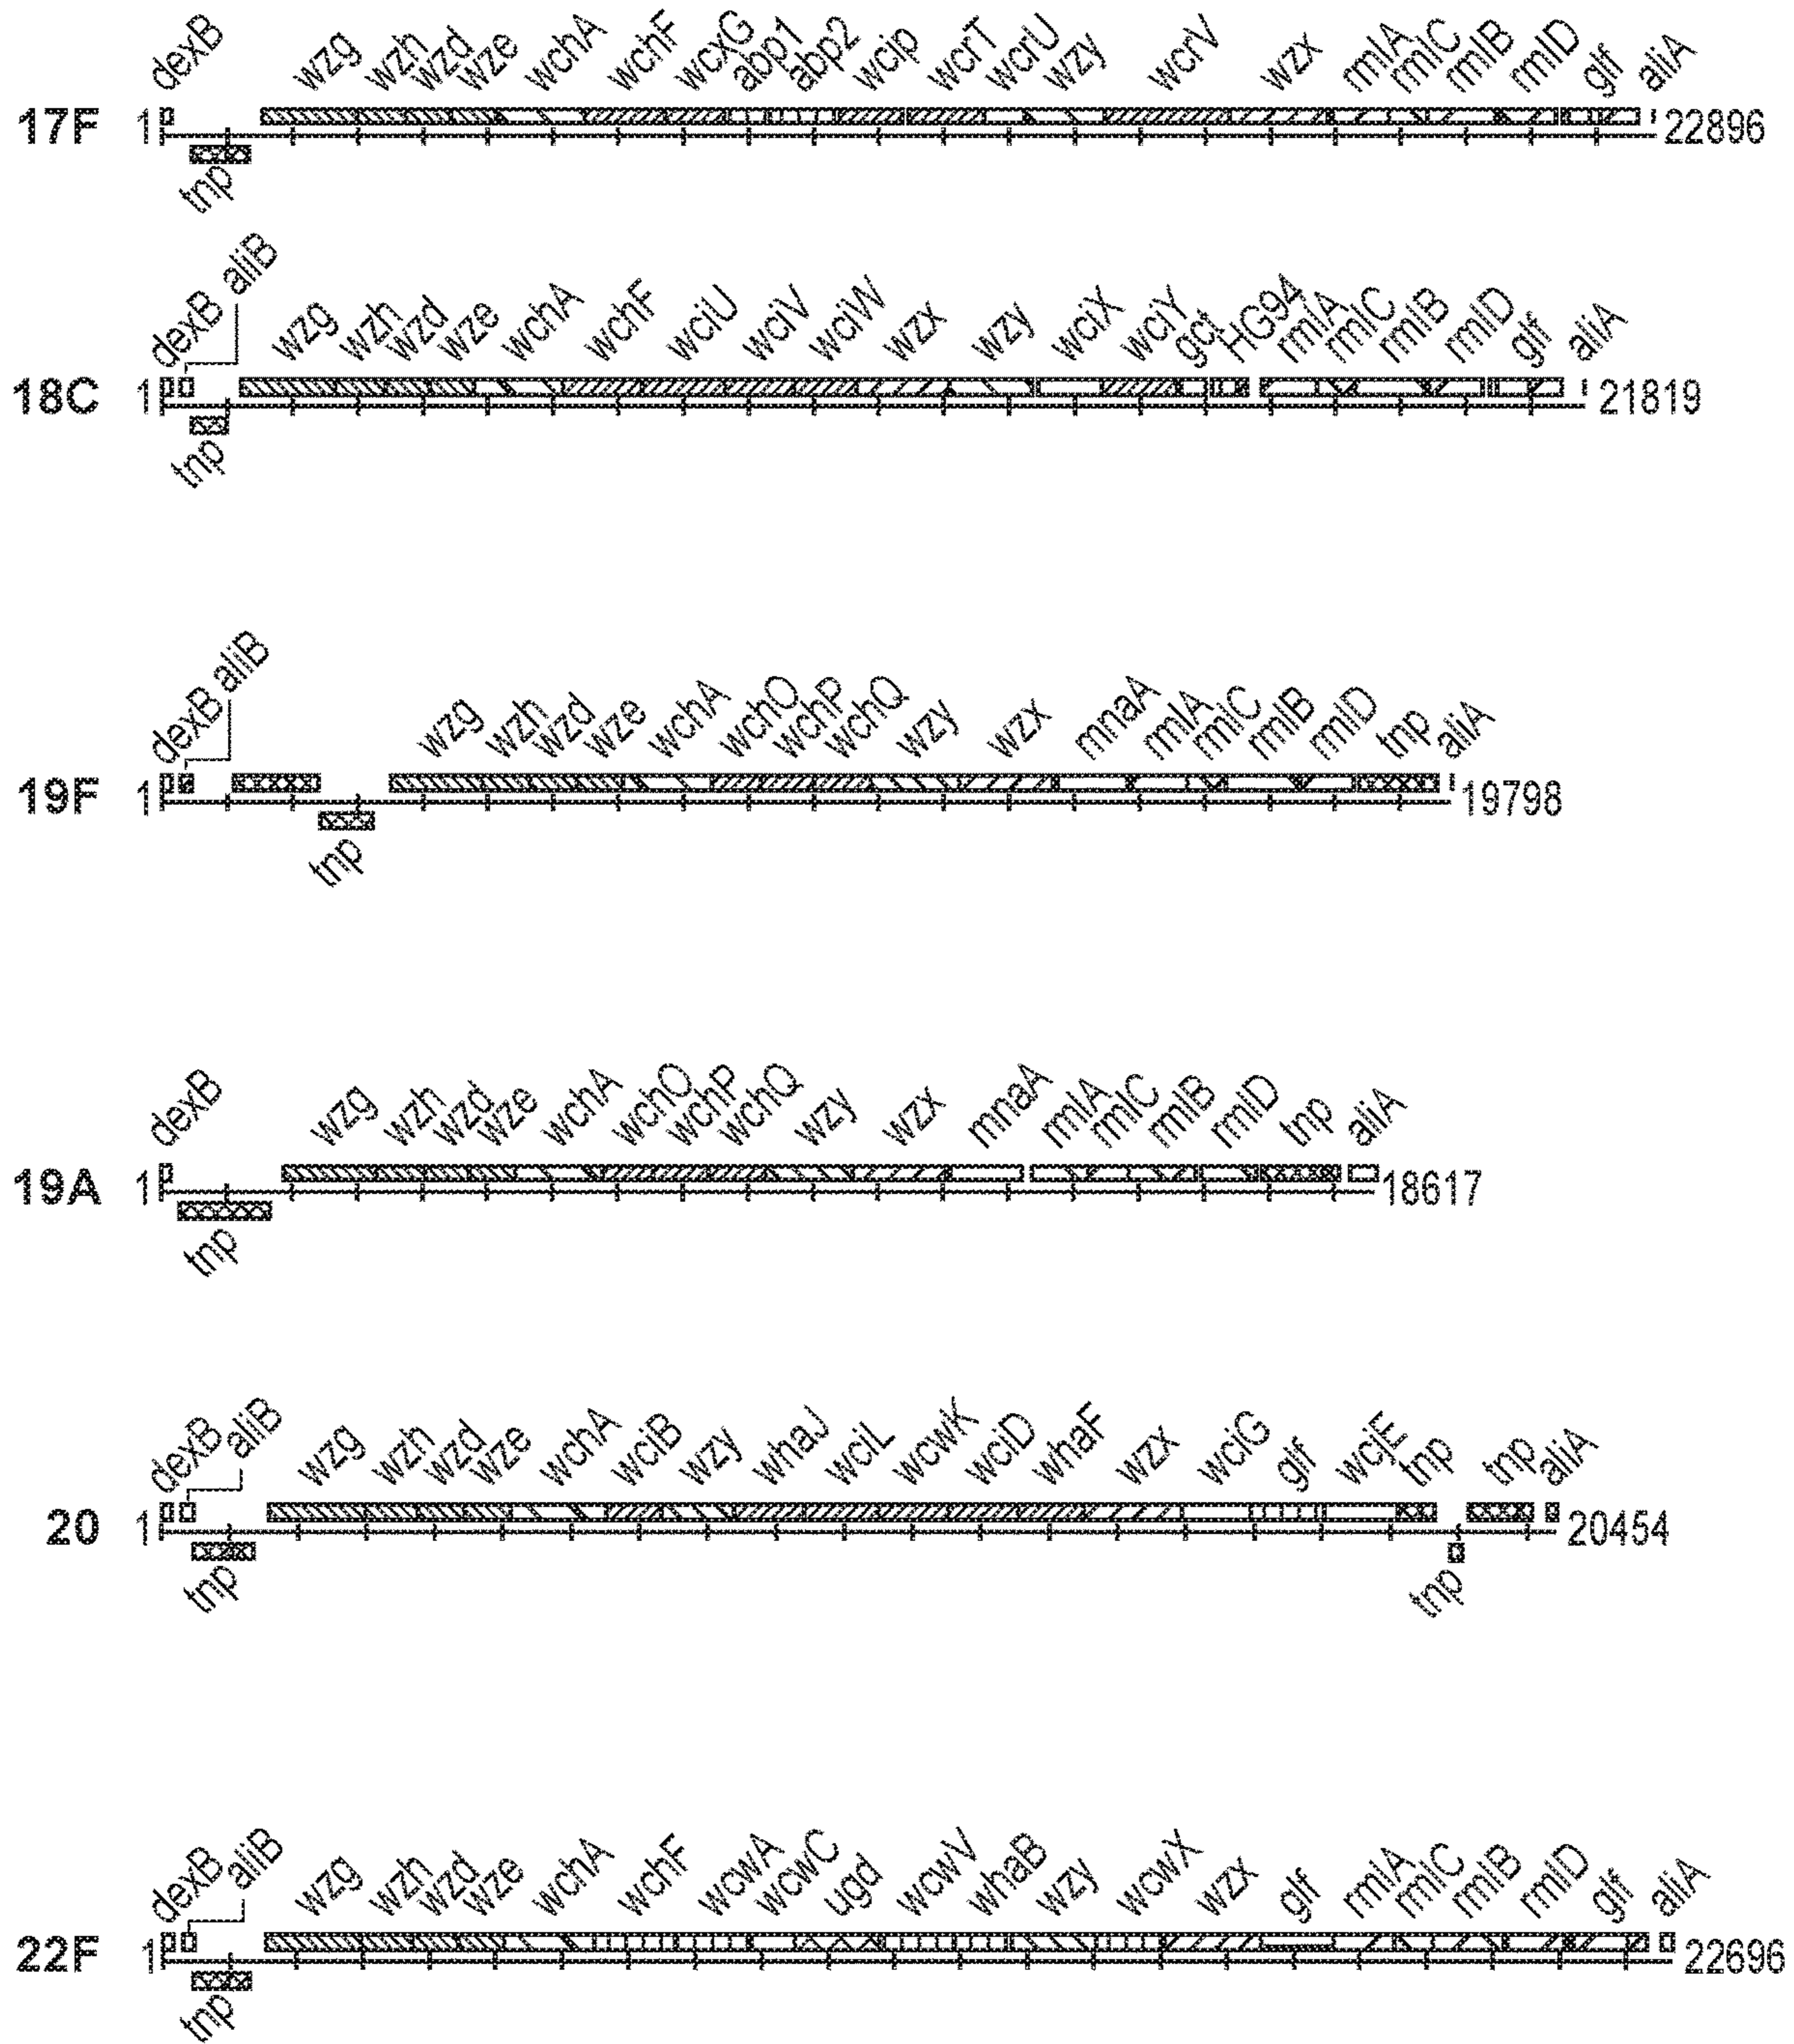 dexB wzg wzh wzd wze wchA wchF wcxG abp1 abp2 wcip wcrT wcrU wzy wcrV wzx rmlA rmlC rmlB rmlD glf aliA
17F 1 22896
tnp
dexB aliB wzg wzh wzd wze wchA wchF wciU wciV wciW wzx wzy wciX wciY gct HG94 rmlA rmlC rmlB rmlD glf aliA
18C 1 21819
tnp
dexB aliB wzg wzh wzd wze wchA wchO wchP wchQ wzy wzx mnaA rmlA rmlC rmlB rmlD tnp aliA
19F 1 19798
tnp
dexB wzg wzh wzd wze wchA wchO wchP wchQ wzy wzx mnaA rmlA rmlC rmlB rmlD tnp aliA
19A 1 18617
tnp
dexB aliB wzg wzh wzd wze wchA wciB wzy whaJ wciL wcwK wciD whaF wzx wciG glf wcjE tnp tnp aliA
20 1 20454
tnp tnp
dexB aliB wzg wzh wzd wze wchA wchF wcwA wcwC ugd wcwV whaB wzy wcwX wzx glf rmlA rmlC rmlB rmlD glf aliA
22F 1 22696
tnp